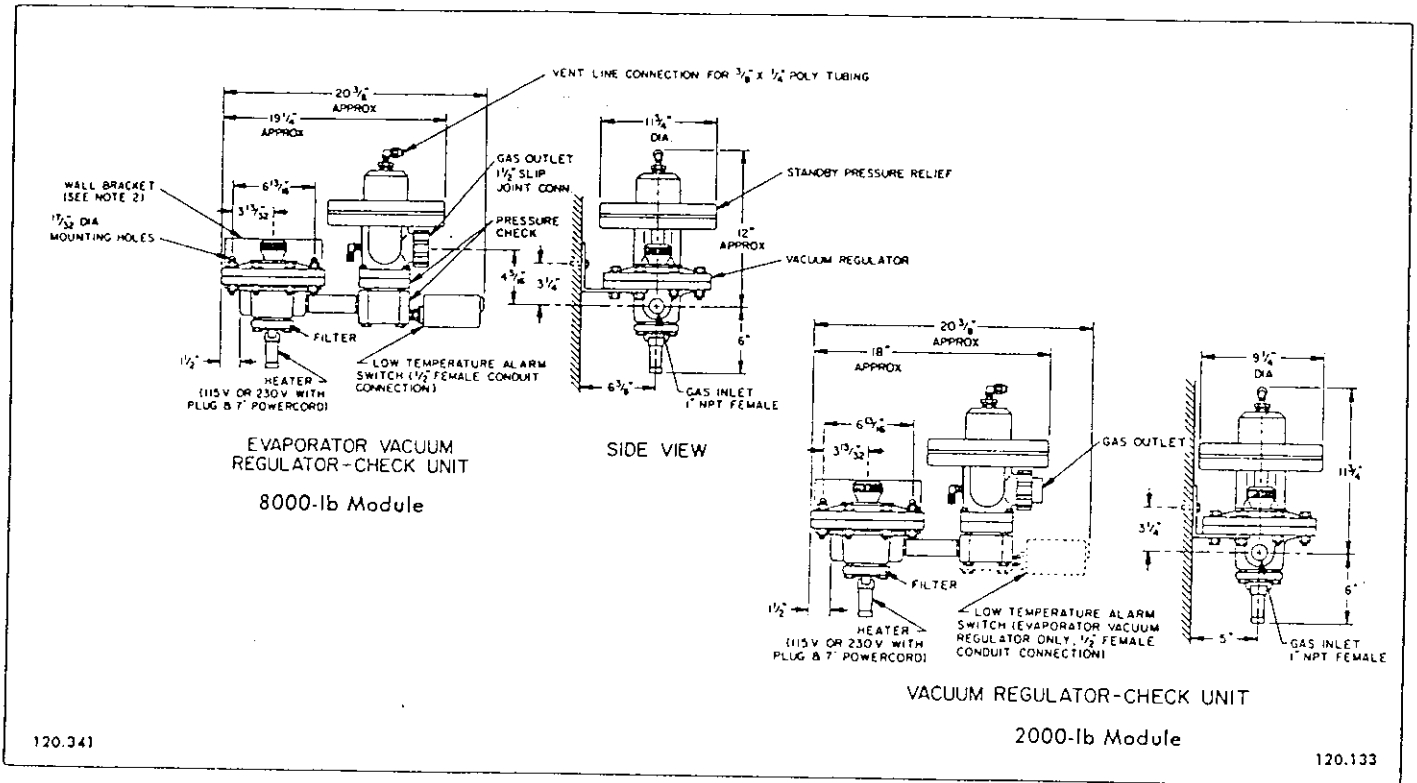 VENT LINE CONNECTION FOR 3/8" X 1/4" POLY TUBING
20 3/8"
APPROX
19 1/4"
APPROX
11 3/4"
DIA.
GAS OUTLET
1 1/2" SLIP
JOINT CONN.
STANDBY PRESSURE RELIEF
WALL BRACKET
(SEE NOTE 2)
6 13/16"
3 13/32"
17/32" DIA
MOUNTING HOLES
PRESSURE
CHECK
12"
APPROX
VACUUM REGULATOR
4 5/16"
3 1/4"
FILTER
6"
1 1/2"
HEATER
(115V OR 230V WITH
PLUG & 7' POWERCORD)
LOW TEMPERATURE ALARM
SWITCH (1/2" FEMALE CONDUIT
CONNECTION)
6 3/8"
GAS INLET
1" NPT FEMALE
EVAPORATOR VACUUM
REGULATOR-CHECK UNIT
SIDE VIEW
8000-lb Module
20 3/8"
APPROX
18"
APPROX
9 1/4"
DIA
6 13/16"
3 13/32"
GAS OUTLET
11 3/4"
3 1/4"
FILTER
6"
1 1/2"
HEATER
(115V OR 230V WITH
PLUG & 7' POWERCORD)
LOW TEMPERATURE ALARM
SWITCH (EVAPORATOR VACUUM
REGULATOR ONLY, 1/2" FEMALE
CONDUIT CONNECTION)
5"
GAS INLET
1" NPT FEMALE
VACUUM REGULATOR-CHECK UNIT
2000-lb Module
120.341
120.133